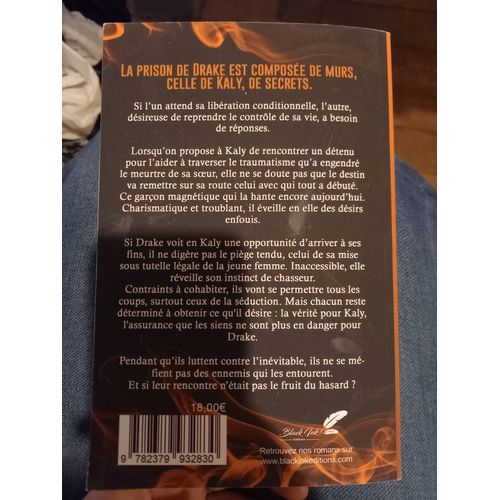 LA PRISON DE DRAKE EST COMPOSÉE DE MURS,
CELLE DE KALY, DE SECRETS.
Si l'un attend sa libération conditionnelle, l'autre,
désireuse de reprendre le contrôle de sa vie, a besoin
de réponses.
Lorsqu'on propose à Kaly de rencontrer un détenu
pour l'aider à traverser le traumatisme qu'a engendré
le meurtre de sa sœur, elle ne se doute pas que le destin
va remettre sur sa route celui avec qui tout a débuté.
Ce garçon magnétique qui la hante encore aujourd'hui.
Charismatique et troublant, il éveille en elle des désirs
enfouis.
Si Drake voit en Kaly une opportunité d'arriver à ses
fins, il ne digère pas le piège tendu, celui de sa mise
sous tutelle légale de la jeune femme. Inaccessible, elle
réveille son instinct de chasseur.
Contraints à cohabiter, ils vont se permettre tous les
coups, surtout ceux de la séduction. Mais chacun reste
déterminé à obtenir ce qu'il désire : la vérité pour Kaly,
l'assurance que les siens ne sont plus en danger pour
Drake.
Pendant qu'ils luttent contre l'inévitable, ils ne se mé-
fient pas des ennemis qui les entourent.
Et si leur rencontre n'était pas le fruit du hasard ?
18,00€
Black Ink
Éditions
9 782379 932830
Retrouvez nos romans sur
www.blackinkeditions.com